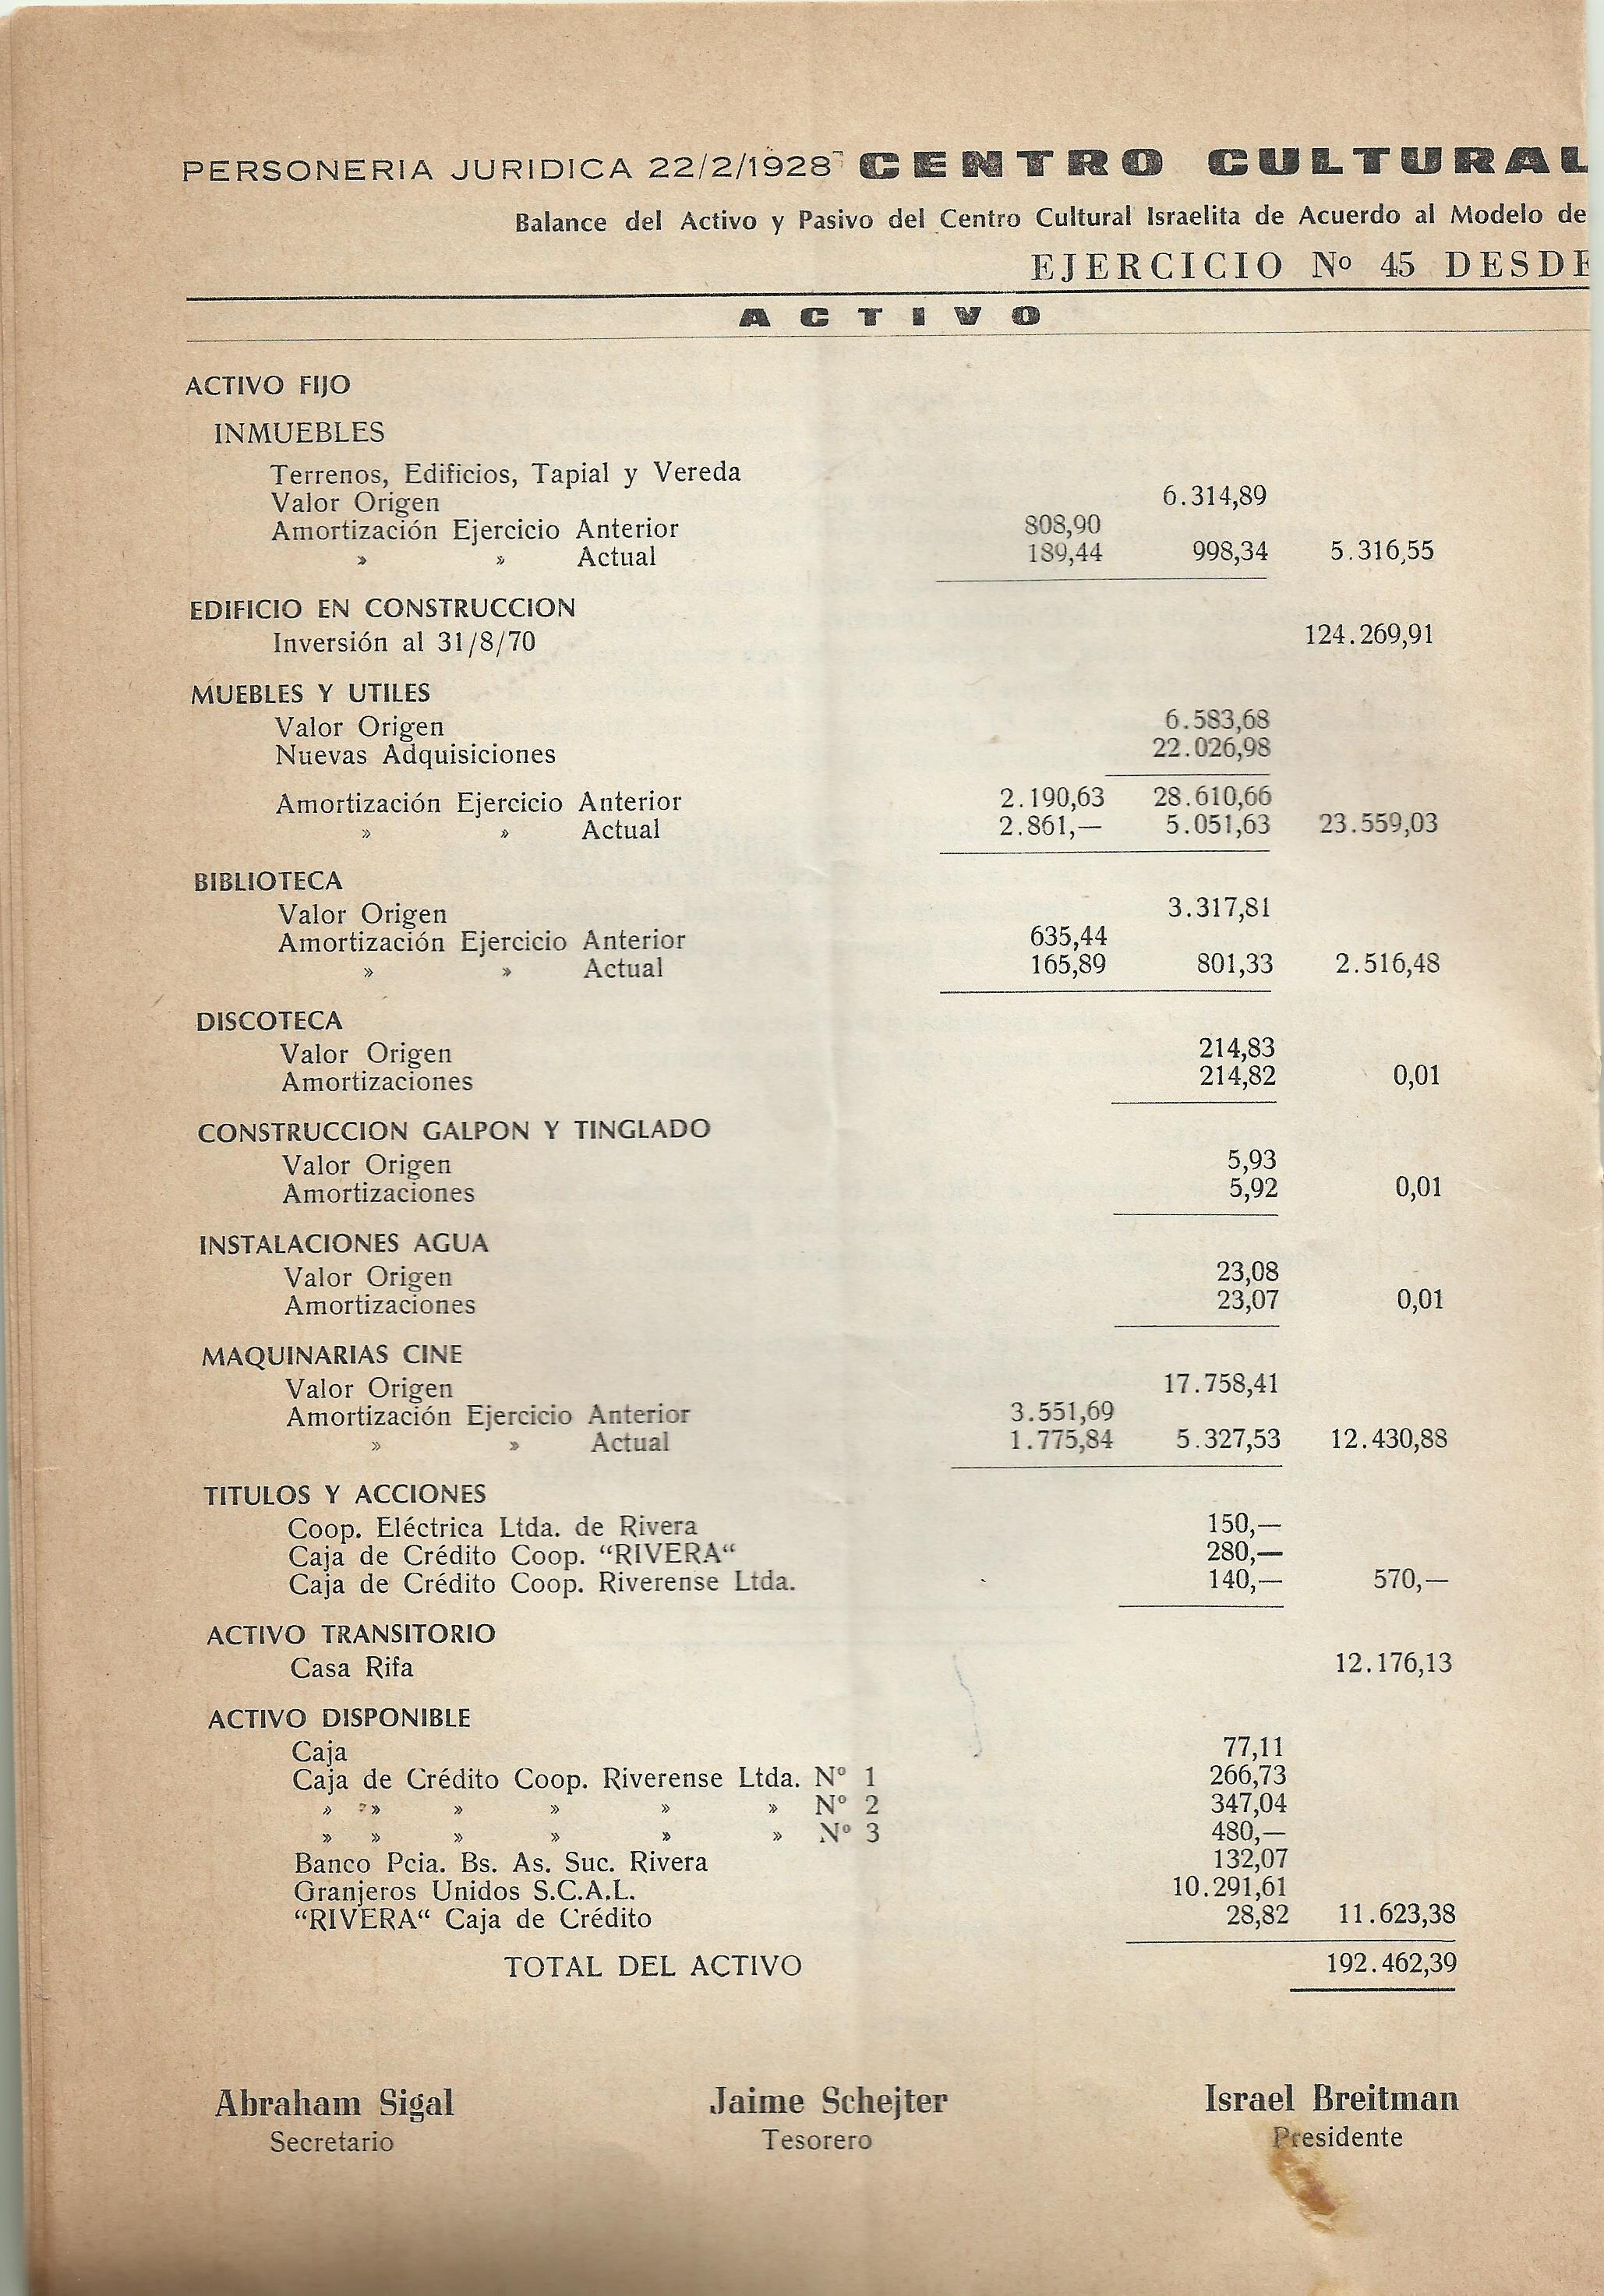 PERSONERIA JURIDICA 22/2/1928 CENTRO CULTURAL
Balance del Activo y Pasivo del Centro Cultural Israelita de Acuerdo al Modelo de
EJERCICIO Nº 45 DESDE
ACTIVO
ACTIVO FIJO
INMUEBLES
Terrenos, Edificios, Tapial y Vereda
Valor Origen 6.314,89
Amortización Ejercicio Anterior 808,90
» » Actual 189,44 998,34 5.316,55
EDIFICIO EN CONSTRUCCION
Inversión al 31/8/70 124.269,91
MUEBLES Y UTILES
Valor Origen 6.583,68
Nuevas Adquisiciones 22.026,98
Amortización Ejercicio Anterior 2.190,63 28.610,66
» » Actual 2.861,— 5.051,63 23.559,03
BIBLIOTECA
Valor Origen 3.317,81
Amortización Ejercicio Anterior 635,44
» » Actual 165,89 801,33 2.516,48
DISCOTECA
Valor Origen 214,83
Amortizaciones 214,82 0,01
CONSTRUCCION GALPON Y TINGLADO
Valor Origen 5,93
Amortizaciones 5,92 0,01
INSTALACIONES AGUA
Valor Origen 23,08
Amortizaciones 23,07 0,01
MAQUINARIAS CINE
Valor Origen 17.758,41
Amortización Ejercicio Anterior 3.551,69
» » Actual 1.775,84 5.327,53 12.430,88
TITULOS Y ACCIONES
Coop. Eléctrica Ltda. de Rivera 150,—
Caja de Crédito Coop. “RIVERA“ 280,—
Caja de Crédito Coop. Riverense Ltda. 140,— 570,—
ACTIVO TRANSITORIO
Casa Rifa 12.176,13
ACTIVO DISPONIBLE
Caja 77,11
Caja de Crédito Coop. Riverense Ltda. Nº 1 266,73
» » » » » » Nº 2 347,04
» » » » » » Nº 3 480,—
Banco Pcia. Bs. As. Suc. Rivera 132,07
Granjeros Unidos S.C.A.L. 10.291,61
“RIVERA“ Caja de Crédito 28,82 11.623,38
TOTAL DEL ACTIVO 192.462,39
Abraham Sigal Jaime Schejter Israel Breitman
Secretario Tesorero Presidente